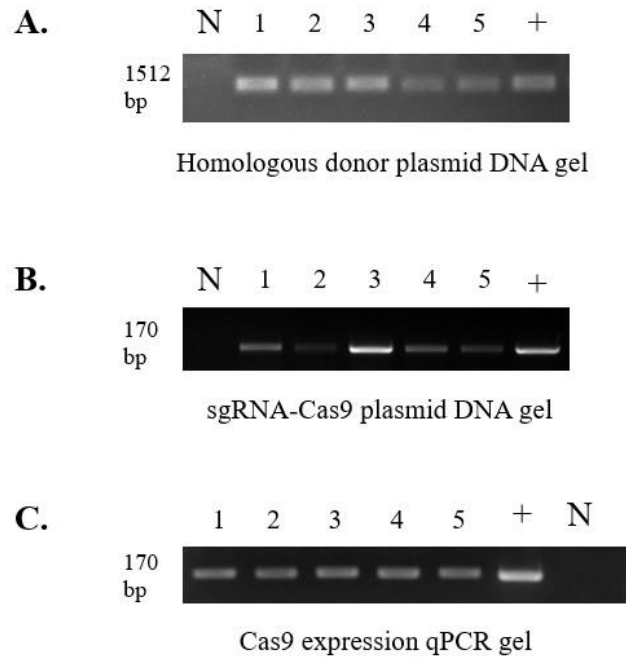 A.
N 1 2 3 4 5 +
1512
bp
Homologous donor plasmid DNA gel
B.
N 1 2 3 4 5 +
170
bp
sgRNA-Cas9 plasmid DNA gel
C.
1 2 3 4 5 + N
170
bp
Cas9 expression qPCR gel